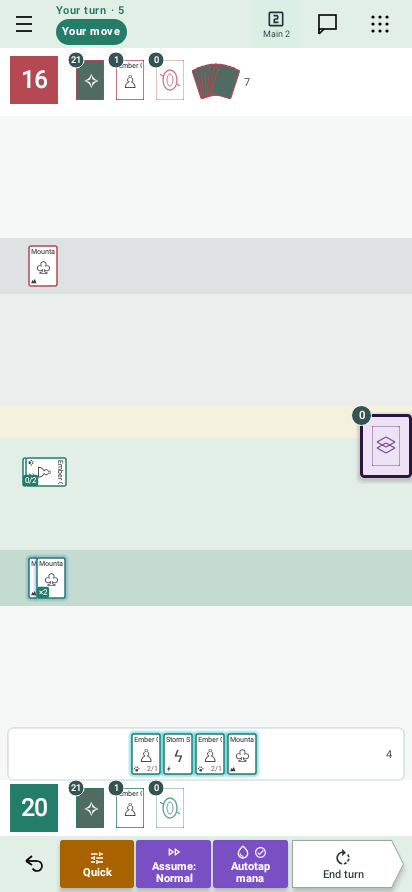 Your turn · 5
Your move
2
Main 2
16
21
1
Ember (
0
7
Mounta
0
0/2
Ember (
M
Mounta
×2
Ember (
2/1
Storm S
Ember (
2/1
Mounta
4
20
21
1
Ember (
0
Quick
Assume:
Normal
Autotap
mana
End turn